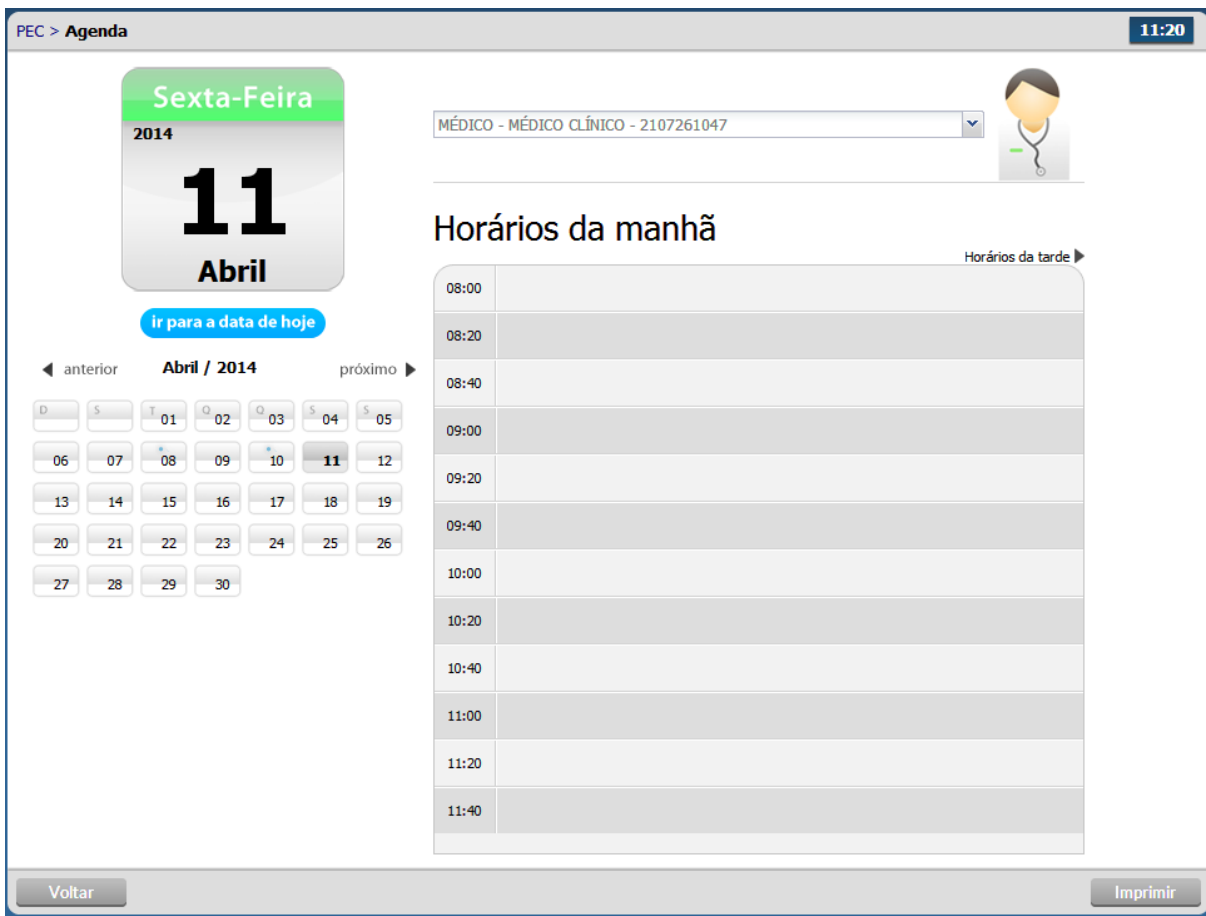 PEC > Agenda
11:20
Sexta-Feira
2014
11
Abril
ir para a data de hoje
anterior Abril / 2014 próximo
D S T 01 Q 02 Q 03 S 04 S 05
06 07 08 09 10 11 12
13 14 15 16 17 18 19
20 21 22 23 24 25 26
27 28 29 30
MÉDICO - MÉDICO CLÍNICO - 2107261047
Horários da manhã
Horários da tarde
08:00
08:20
08:40
09:00
09:20
09:40
10:00
10:20
10:40
11:00
11:20
11:40
Voltar
Imprimir